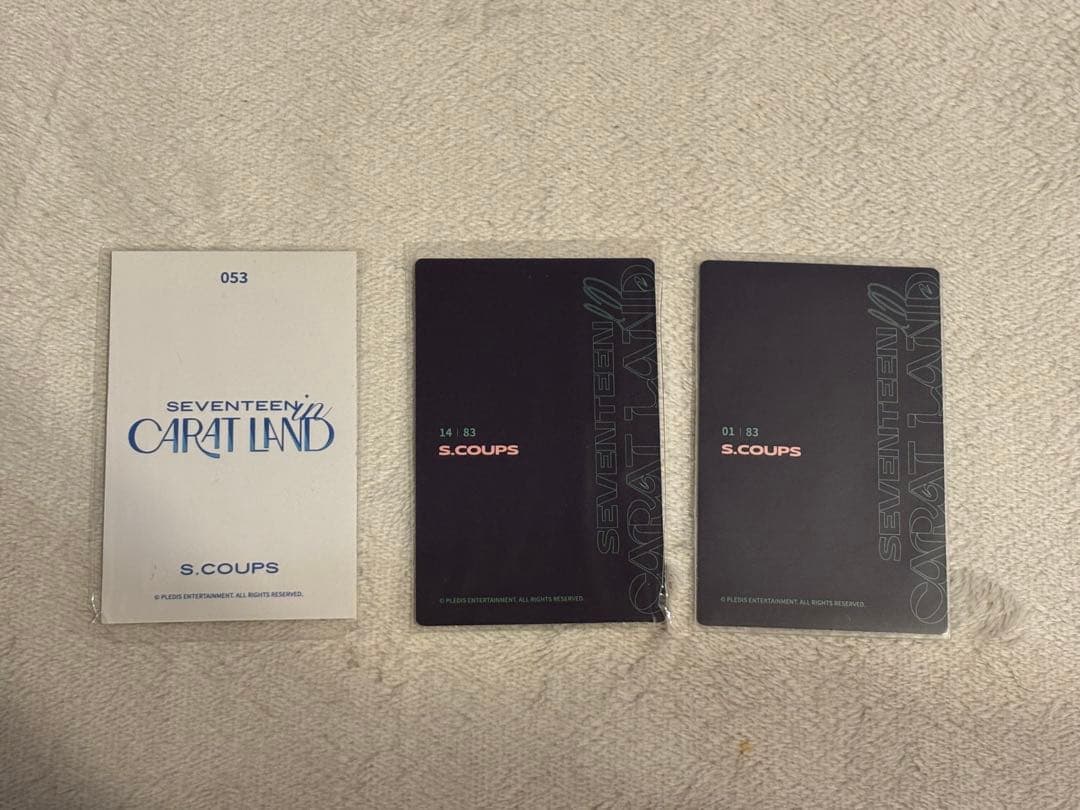 053
SEVENTEEN in
CARAT LAND
S.COUPS
© PLEDIS ENTERTAINMENT. ALL RIGHTS RESERVED.
14 | 83
S.COUPS
SEVENTEEN in
CARAT LAND
© PLEDIS ENTERTAINMENT. ALL RIGHTS RESERVED.
01 | 83
S.COUPS
SEVENTEEN in
CARAT LAND
© PLEDIS ENTERTAINMENT. ALL RIGHTS RESERVED.